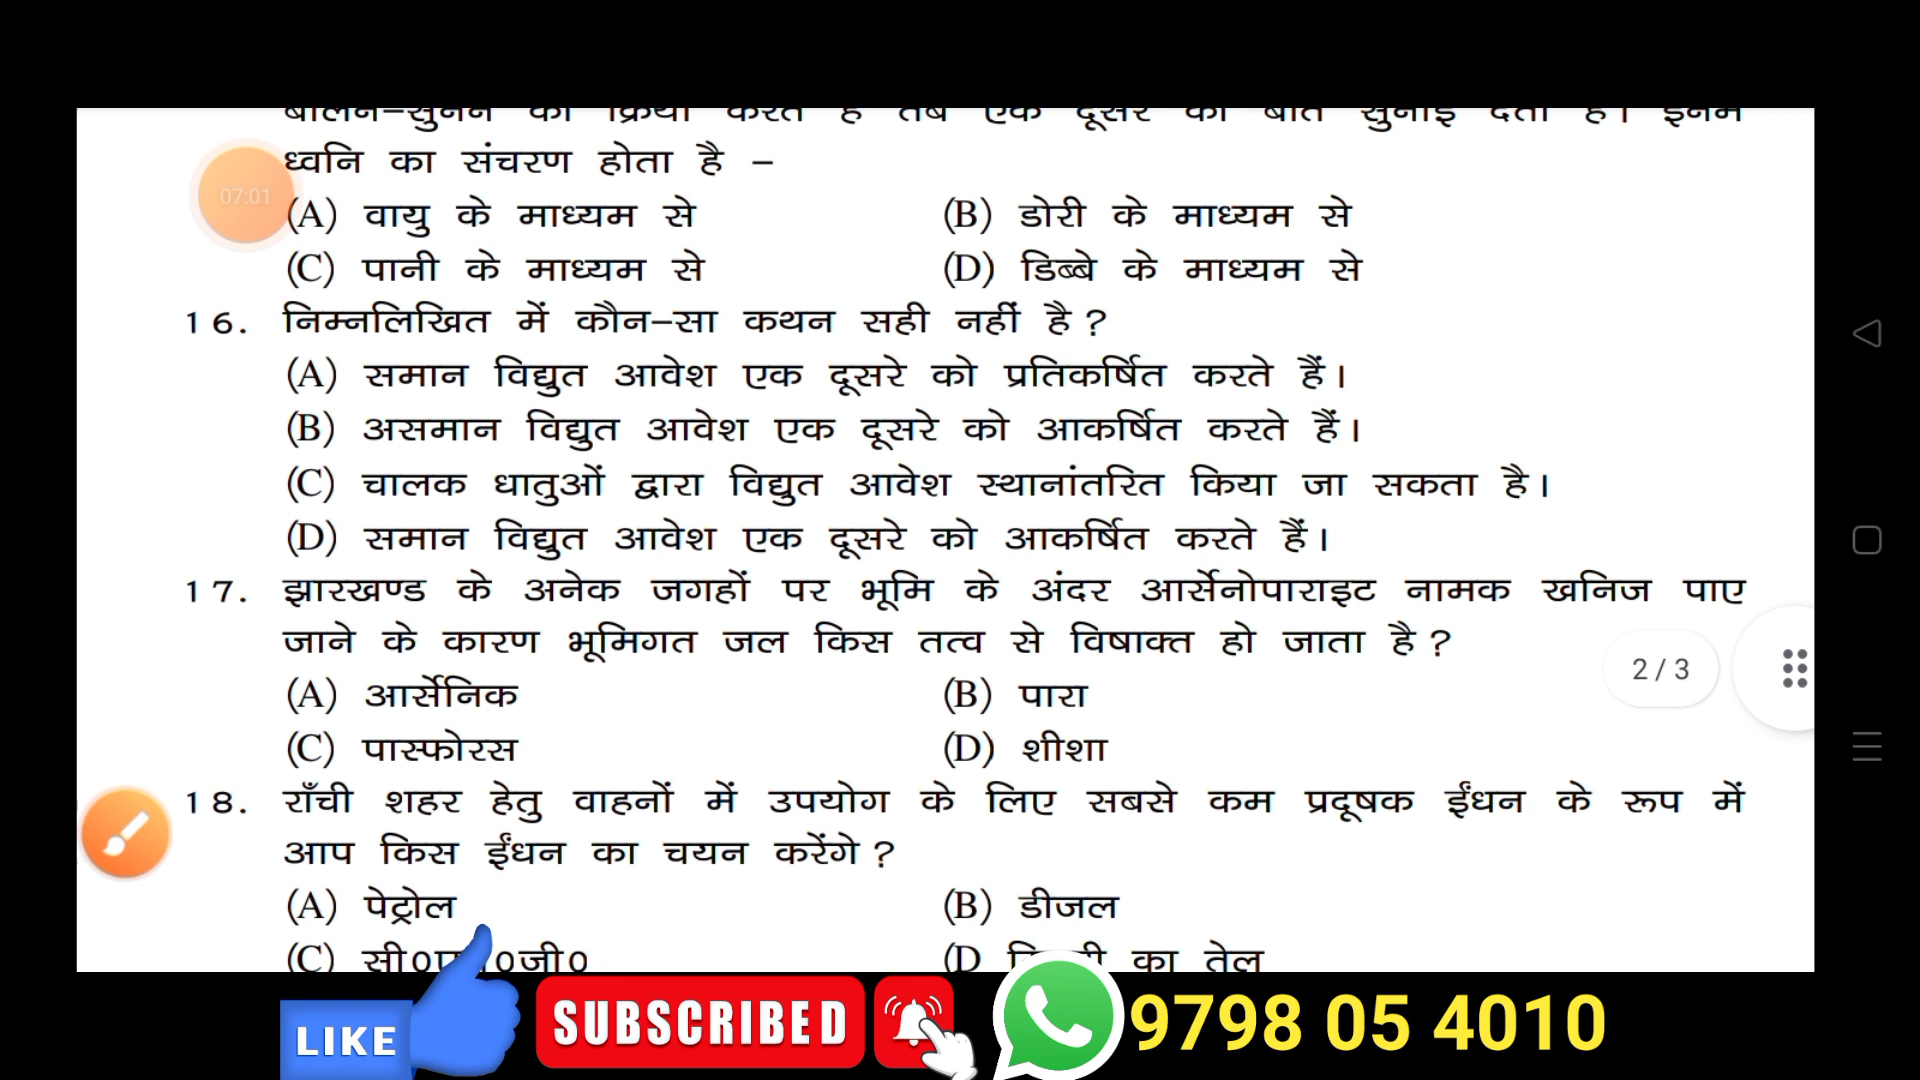 ध्वनि का संचरण होता है –
07:01
(A) वायु के माध्यम से (B) डोरी के माध्यम से
(C) पानी के माध्यम से (D) डिब्बे के माध्यम से
16. निम्नलिखित में कौन–सा कथन सही नहीं है ?
(A) समान विद्युत आवेश एक दूसरे को प्रतिकर्षित करते हैं।
(B) असमान विद्युत आवेश एक दूसरे को आकर्षित करते हैं।
(C) चालक धातुओं द्वारा विद्युत आवेश स्थानांतरित किया जा सकता है।
(D) समान विद्युत आवेश एक दूसरे को आकर्षित करते हैं।
17. झारखण्ड के अनेक जगहों पर भूमि के अंदर आर्सेनोपाराइट नामक खनिज पाए
जाने के कारण भूमिगत जल किस तत्व से विषाक्त हो जाता है ?
2 / 3
(A) आर्सेनिक (B) पारा
(C) पास्फोरस (D) शीशा
18. राँची शहर हेतु वाहनों में उपयोग के लिए सबसे कम प्रदूषक ईंधन के रूप में
आप किस ईंधन का चयन करेंगे ?
(A) पेट्रोल (B) डीजल
(C) (D का तेल
LIKE SUBSCRIBED 9798 05 4010